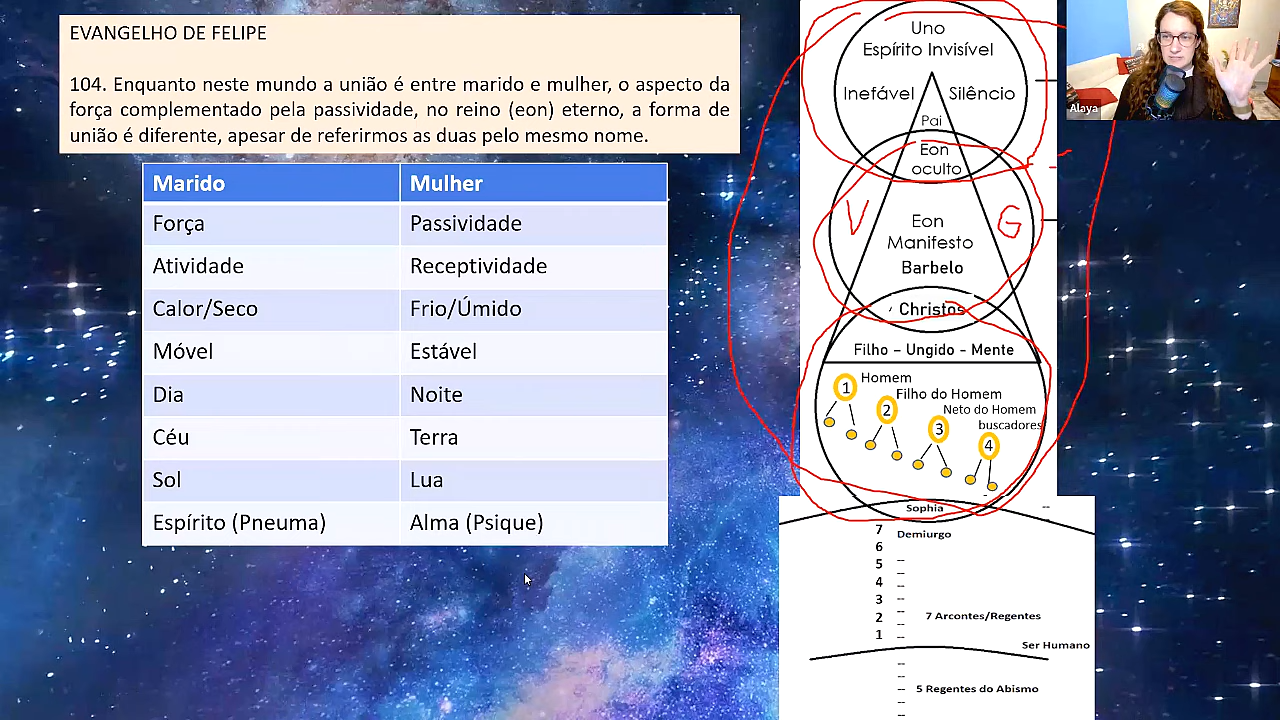 EVANGELHO DE FELIPE
104. Enquanto neste mundo a união é entre marido e mulher, o aspecto da
força complementado pela passividade, no reino (eon) eterno, a forma de
união é diferente, apesar de referirmos as duas pelo mesmo nome.
Marido Mulher
Força Passividade
Atividade Receptividade
Calor/Seco Frio/Úmido
Móvel Estável
Dia Noite
Céu Terra
Sol Lua
Espírito (Pneuma) Alma (Psique)
Uno
Espírito Invisível
Inefável Silêncio
Pai
Eon
oculto
V G
Eon
Manifesto
Barbelo
Christos
Filho – Ungido - Mente
1 Homem
Filho do Homem
2
Neto do Homem
buscadores
3
4
Sophia
7 Demiurgo
6
5
4
3
2 7 Arcontes/Regentes
1
Ser Humano
5 Regentes do Abismo
Alaya